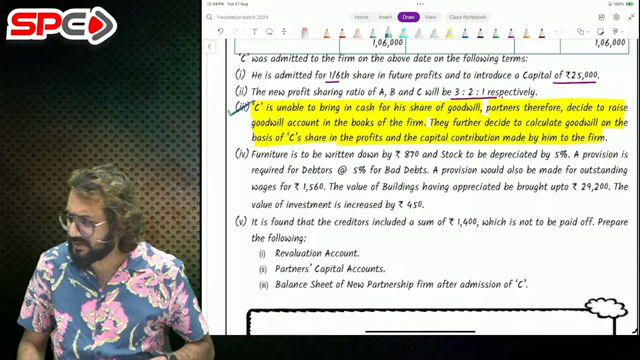 SPC
12:34 PM Tue 27 Aug
Foundation batch 2024
Home
Insert
Draw
View
Class Notebook
1,06,000
1,06,000
'C' was admitted to the firm on the above date on the following terms:
(i) He is admitted for 1/6th share in future profits and to introduce a Capital of ₹25,000.
(ii) The new profit sharing ratio of A, B and C will be 3 : 2 : 1 respectively.
(iii) 'C' is unable to bring in cash for his share of goodwill, partners therefore, decide to raise
goodwill account in the books of the firm. They further decide to calculate goodwill on the
basis of 'C's share in the profits and the capital contribution made by him to the firm.
(iv) Furniture is to be written down by ₹ 870 and Stock to be depreciated by 5%. A provision is
required for Debtors @ 5% for Bad Debts. A provision would also be made for outstanding
wages for ₹ 1,560. The value of Buildings having appreciated be brought upto ₹ 29,200. The
value of investment is increased by ₹ 450.
(v) It is found that the creditors included a sum of ₹ 1,400, which is not to be paid off. Prepare
the following:
(i) Revaluation Account.
(ii) Partners' Capital Accounts.
(iii) Balance Sheet of New Partnership firm after admission of 'C'.